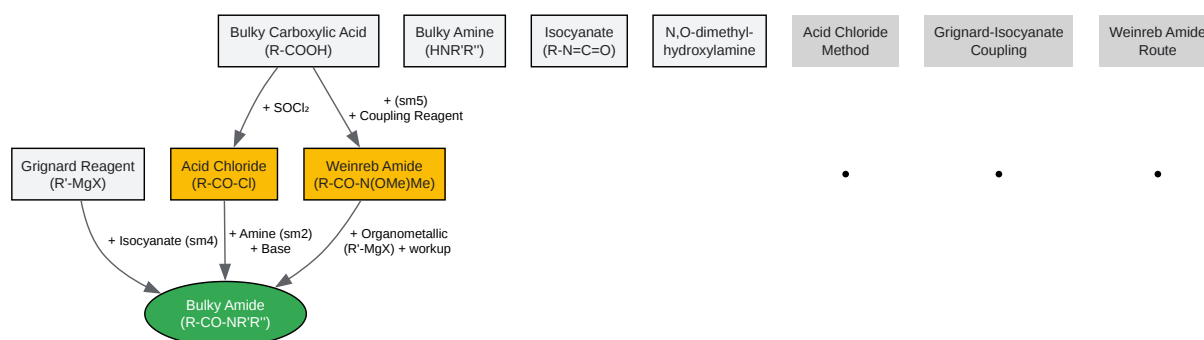 Bulky Carboxylic Acid
(R-COOH)
Bulky Amine
(HNR'R'')
Isocyanate
(R-N=C=O)
N,O-dimethyl-
hydroxylamine
Acid Chloride
Method
Grignard-Isocyanate
Coupling
Weinreb Amide
Route
+ SOCl₂
+ (sm5)
+ Coupling Reagent
Grignard Reagent
(R'-MgX)
Acid Chloride
(R-CO-Cl)
Weinreb Amide
(R-CO-N(OMe)Me)
+ Isocyanate (sm4)
+ Amine (sm2)
+ Base
+ Organometallic
(R'-MgX) + workup
Bulky Amide
(R-CO-NR'R'')